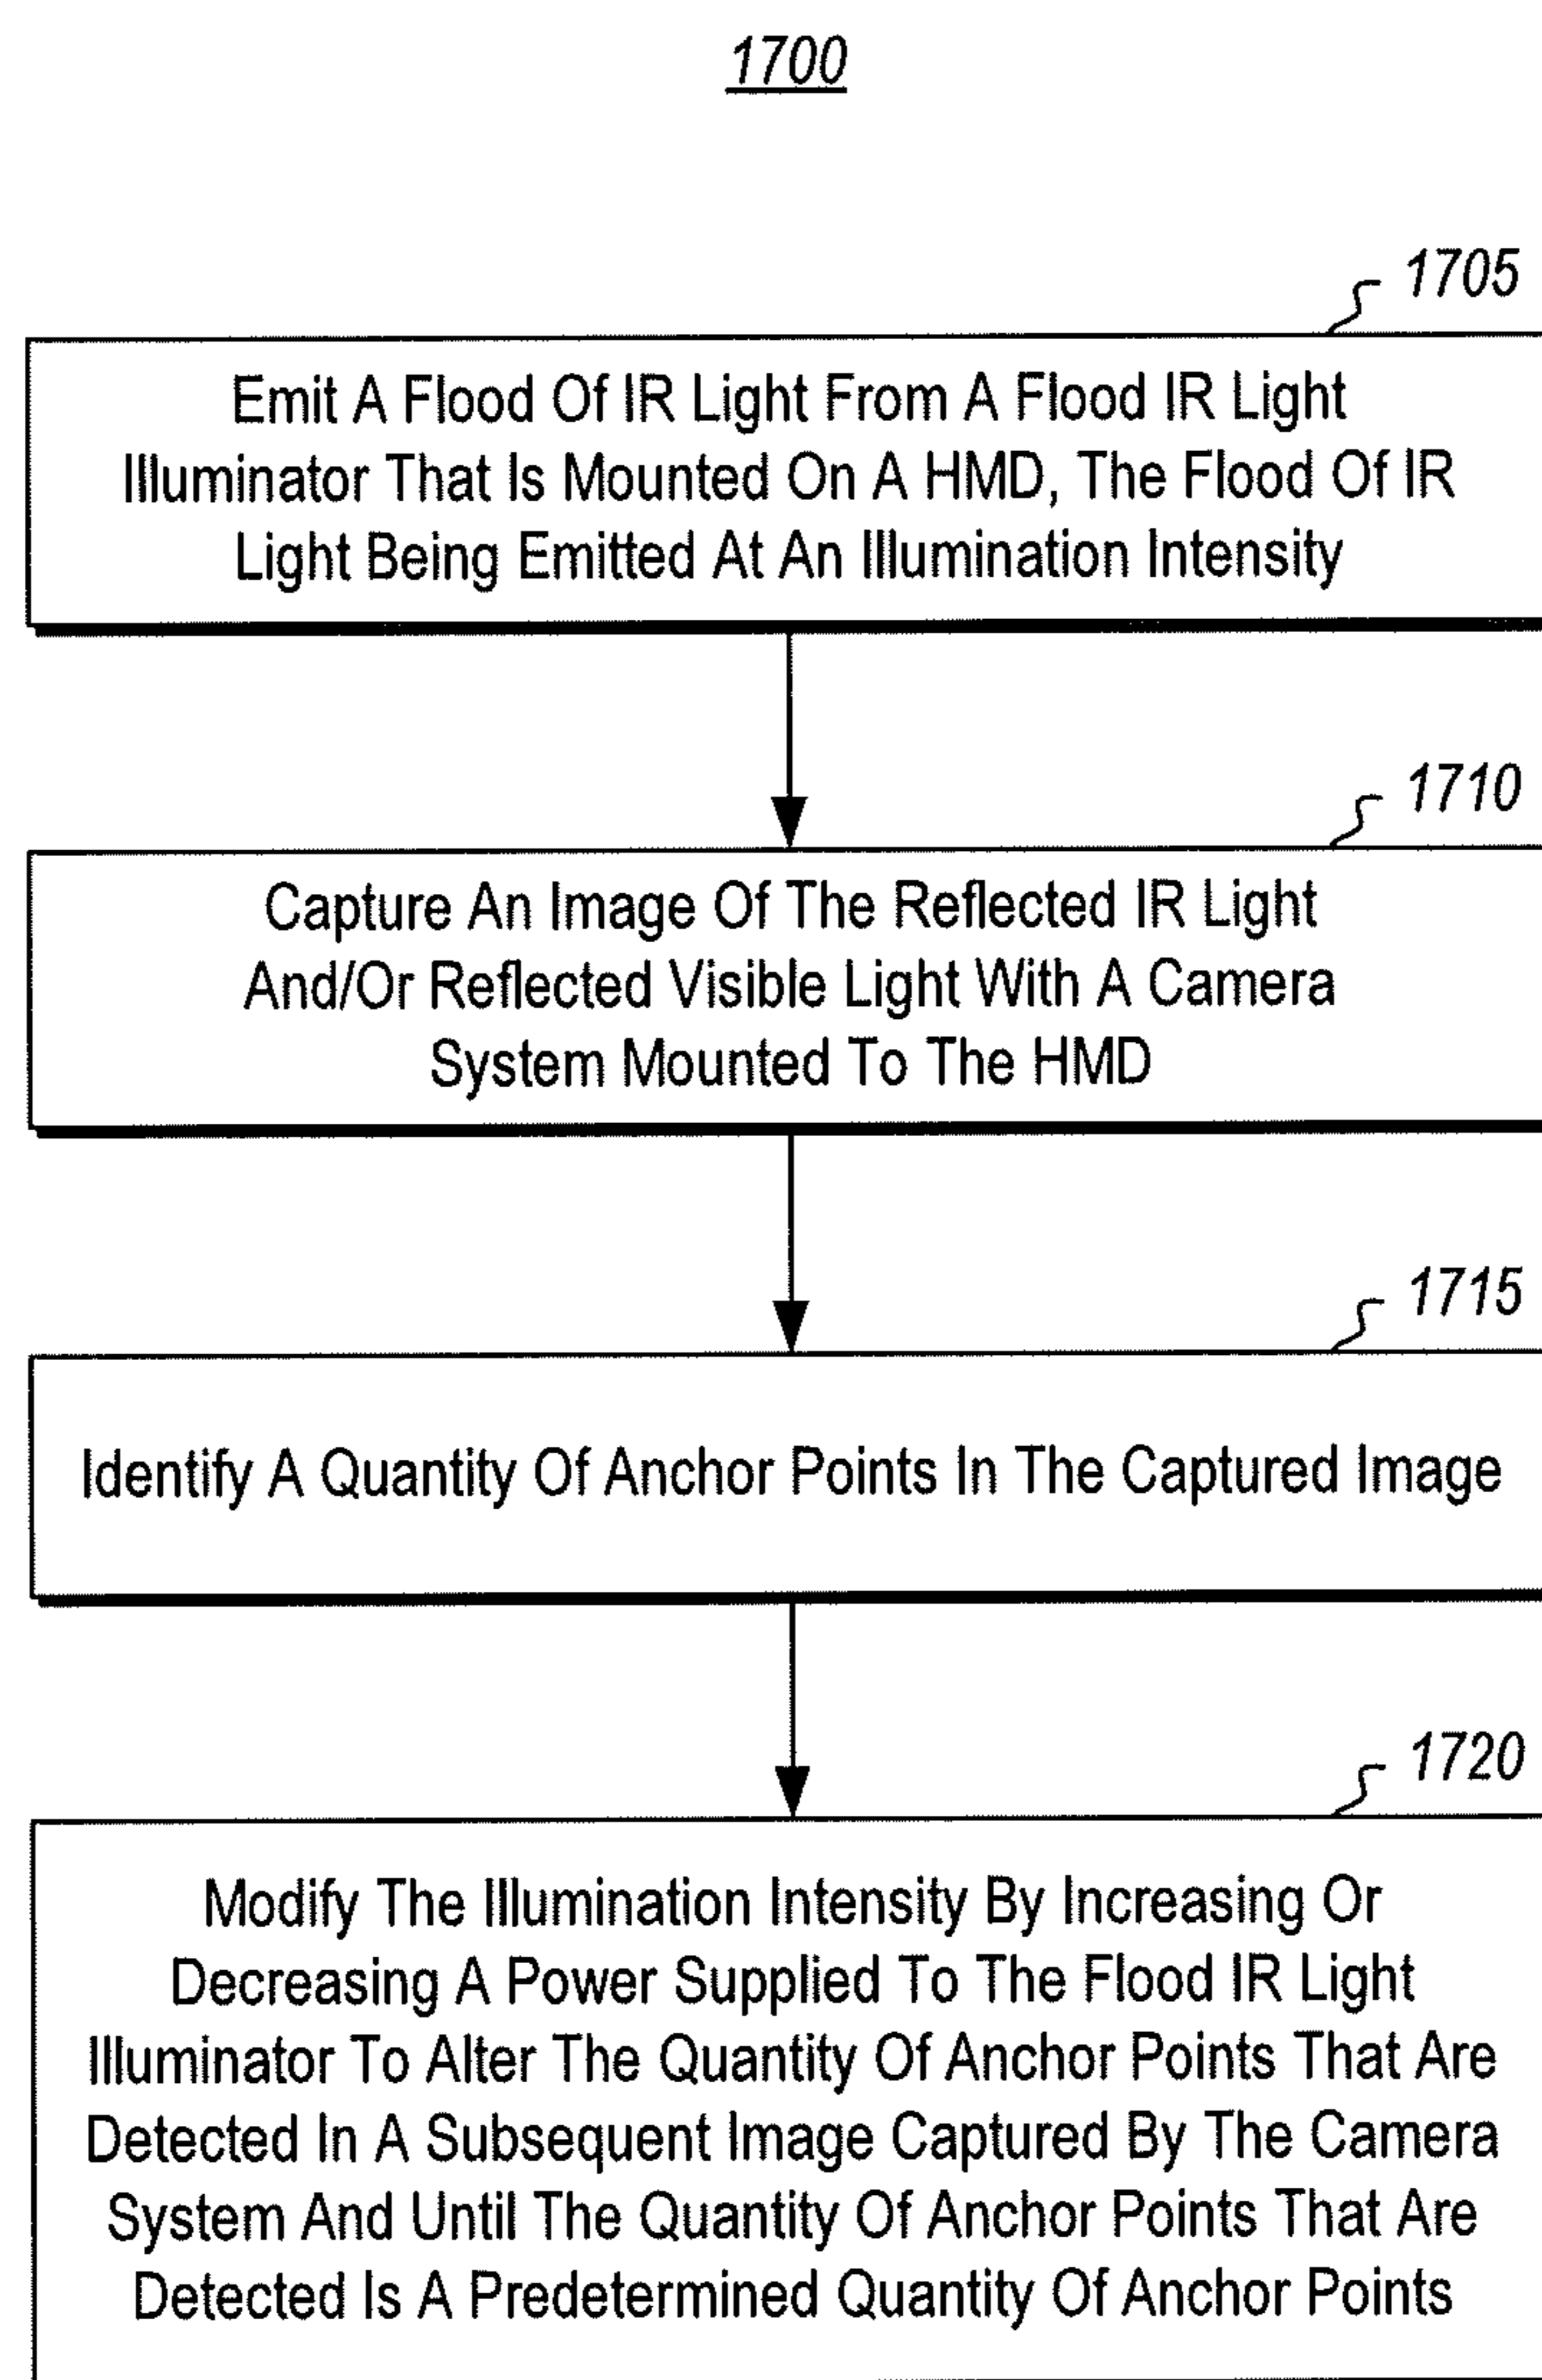 1700
1705
Emit A Flood Of IR Light From A Flood IR Light
Illuminator That Is Mounted On A HMD, The Flood Of IR
Light Being Emitted At An Illumination Intensity
1710
Capture An Image Of The Reflected IR Light
And/Or Reflected Visible Light With A Camera
System Mounted To The HMD
1715
Identify A Quantity Of Anchor Points In The Captured Image
1720
Modify The Illumination Intensity By Increasing Or
Decreasing A Power Supplied To The Flood IR Light
Illuminator To Alter The Quantity Of Anchor Points That Are
Detected In A Subsequent Image Captured By The Camera
System And Until The Quantity Of Anchor Points That Are
Detected Is A Predetermined Quantity Of Anchor Points